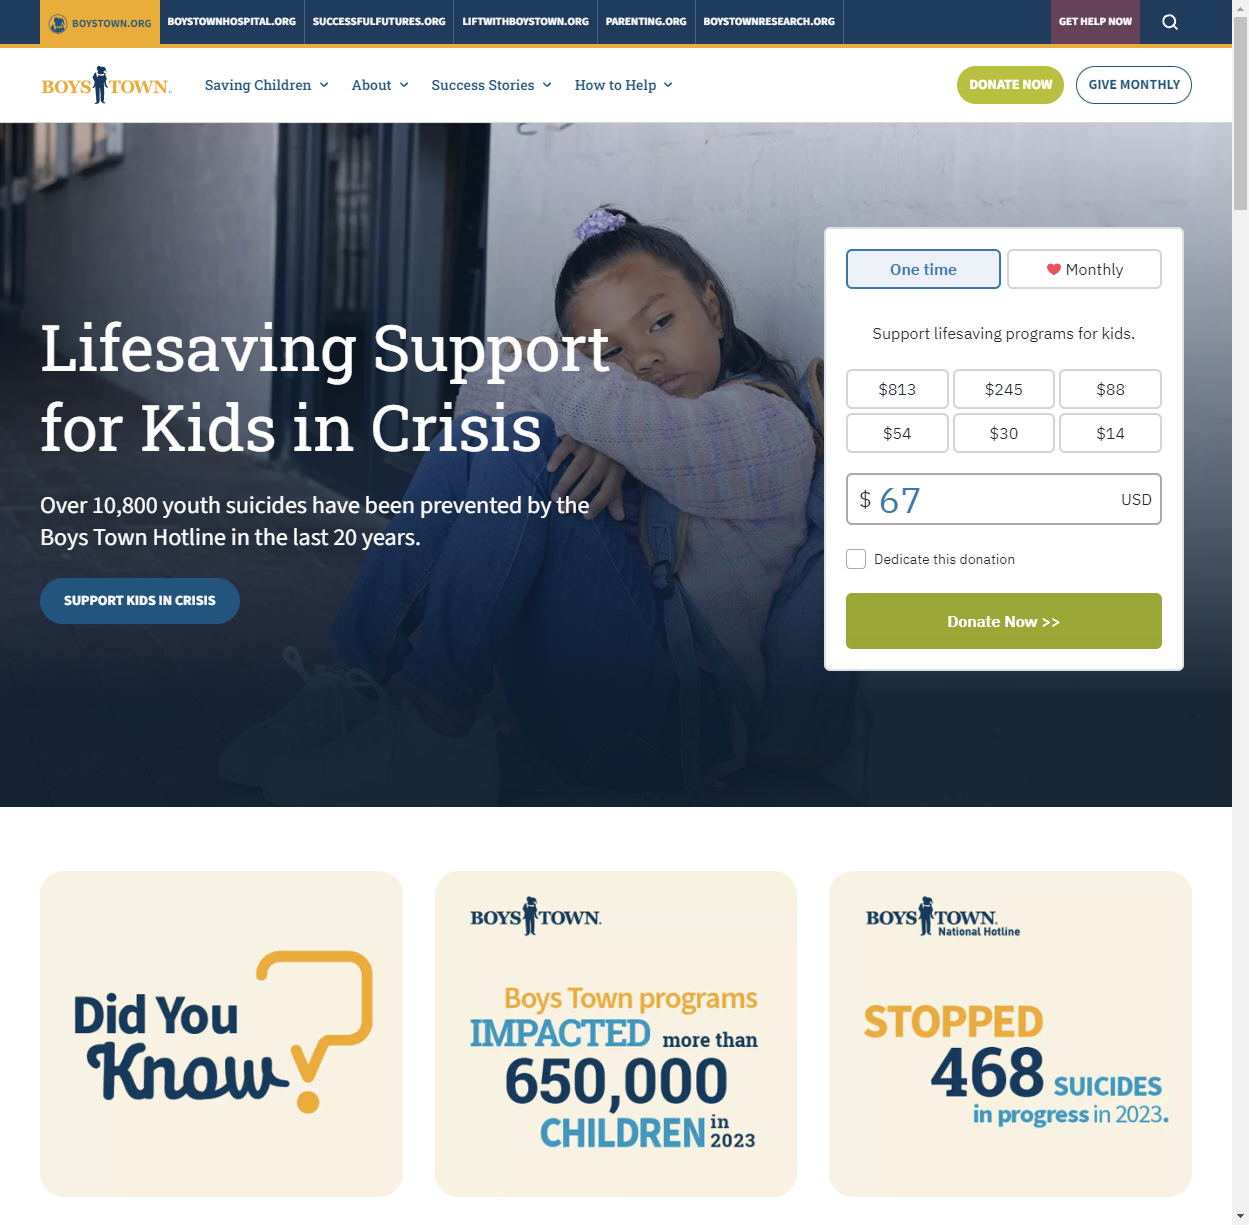 BOYSTOWN.ORG
BOYSTOWNHOSPITAL.ORG
SUCCESSFULFUTURES.ORG
LIFTWITHBOYSTOWN.ORG
PARENTING.ORG
BOYSTOWNRESEARCH.ORG
GET HELP NOW
BOYS TOWN
Saving Children
About
Success Stories
How to Help
DONATE NOW
GIVE MONTHLY
Lifesaving Support
for Kids in Crisis
Over 10,800 youth suicides have been prevented by the
Boys Town Hotline in the last 20 years.
SUPPORT KIDS IN CRISIS
One time
Monthly
Support lifesaving programs for kids.
$813
$245
$88
$54
$30
$14
$ 67 USD
Dedicate this donation
Donate Now >>
Did You
Know?
BOYS TOWN.
Boys Town programs
IMPACTED more than
650,000
CHILDREN in
2023
BOYS TOWN.
National Hotline
STOPPED
468 SUICIDES
in progress in 2023.